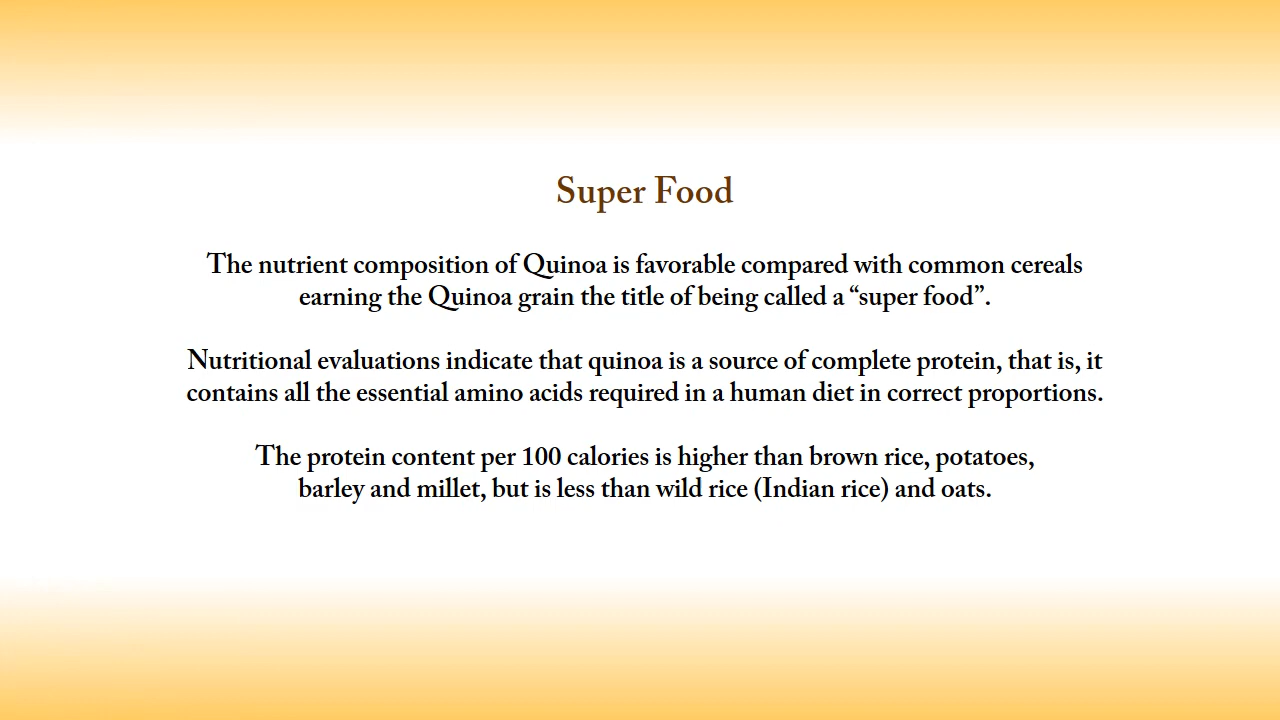 Super Food
The nutrient composition of Quinoa is favorable compared with common cereals
earning the Quinoa grain the title of being called a “super food”.
Nutritional evaluations indicate that quinoa is a source of complete protein, that is, it
contains all the essential amino acids required in a human diet in correct proportions.
The protein content per 100 calories is higher than brown rice, potatoes,
barley and millet, but is less than wild rice (Indian rice) and oats.